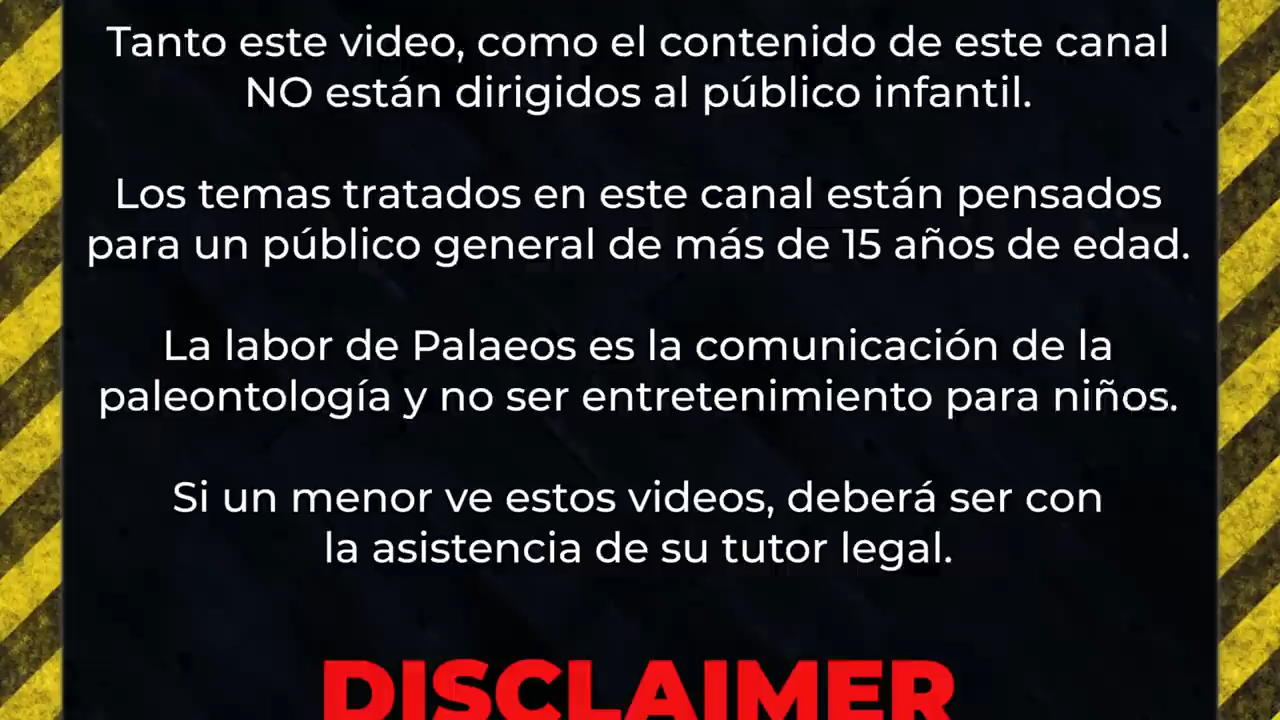 Tanto este video, como el contenido de este canal
NO están dirigidos al público infantil.
Los temas tratados en este canal están pensados
para un público general de más de 15 años de edad.
La labor de Palaeos es la comunicación de la
paleontología y no ser entretenimiento para niños.
Si un menor ve estos videos, deberá ser con
la asistencia de su tutor legal.
DISCLAIMER